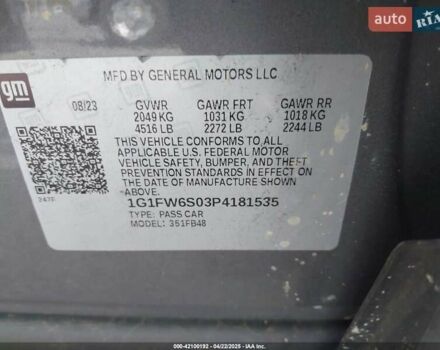 RIA.com
gm
MFD BY GENERAL MOTORS LLC
08/23 GVWR GAWR FRT GAWR RR
2049 KG 1031 KG 1018 KG
4516 LB 2272 LB 2244 LB
THIS VEHICLE CONFORMS TO ALL
APPLICABLE U.S. FEDERAL MOTOR
VEHICLE SAFETY, BUMPER, AND THEFT
PREVENTION STANDARDS IN EFFECT ON
THE DATE OF MANUFACTURE SHOWN
ABOVE.
1G1FW6S03P4181535
TYPE: PASS CAR
MODEL: 351FB48
247F
000-42100192 - 04/22/2025 - IAAI